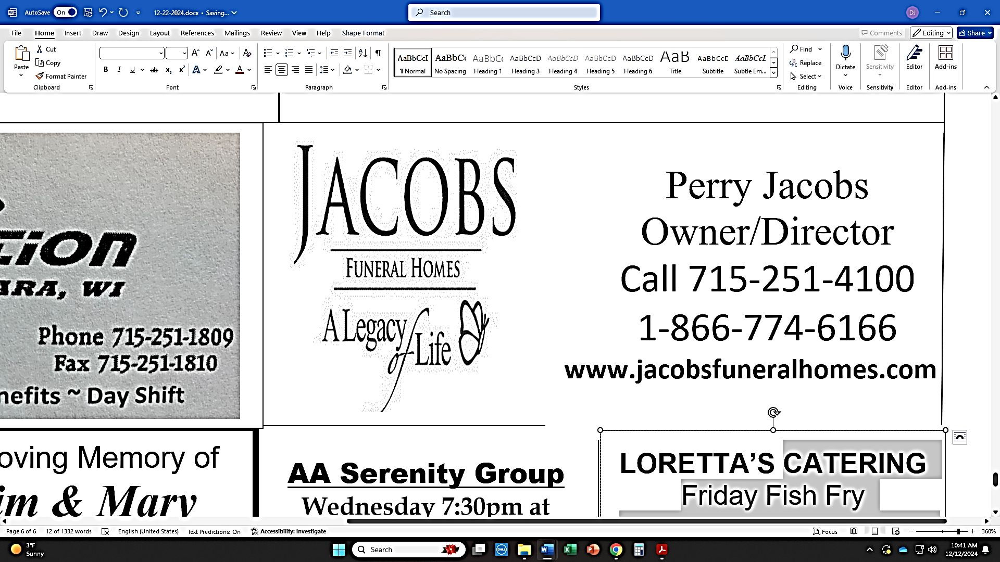 AutoSave On 12-22-2024.docx • Saving... Search DJ
File Home Insert Draw Design Layout References Mailings Review View Help Shape Format Comments Editing Share
Paste Cut Copy Format Painter
Clipboard
Aa
B I U ab x₂ x² A A
Font
Paragraph
AaBbCcI AaBbC AaBbC AaBbCcD AaBbCcD AaBbCcD AaBbCcD AaB AaBbCcD AaBbCcI
¶ Normal No Spacing Heading 1 Heading 3 Heading 4 Heading 5 Heading 6 Title Subtitle Subtle Em...
Styles
Find
Replace
Select
Editing
Dictate
Voice
Sensitivity
Sensitivity
Editor
Editor
Add-ins
Add-ins
ARA, WI
Phone 715-251-1809
Fax 715-251-1810
nefits ~ Day Shift
JACOBS
FUNERAL HOMES
A Legacy of Life
Perry Jacobs
Owner/Director
Call 715-251-4100
1-866-774-6166
www.jacobsfuneralhomes.com
oving Memory of
im & Mary
AA Serenity Group
Wednesday 7:30pm at
LORETTA’S CATERING
Friday Fish Fry
Page 6 of 6 12 of 1332 words English (United States) Text Predictions: On Accessibility: Investigate Focus 360%
3°F
Sunny
Search
DELL
10:41 AM
12/12/2024